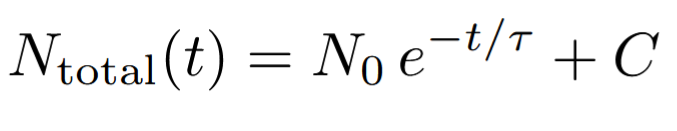 N_total(t) = N_0 e^{-t/τ} + C